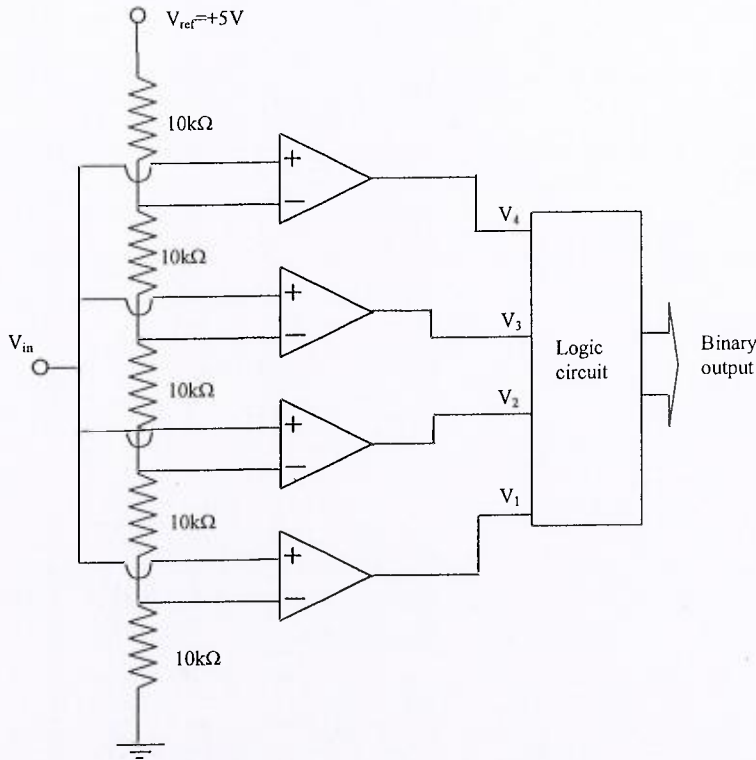 V_ref=+5V
10kΩ
+
−
V_4
10kΩ
+
−
V_3
V_in
Logic
circuit
Binary
output
10kΩ
+
−
V_2
10kΩ
V_1
+
−
10kΩ